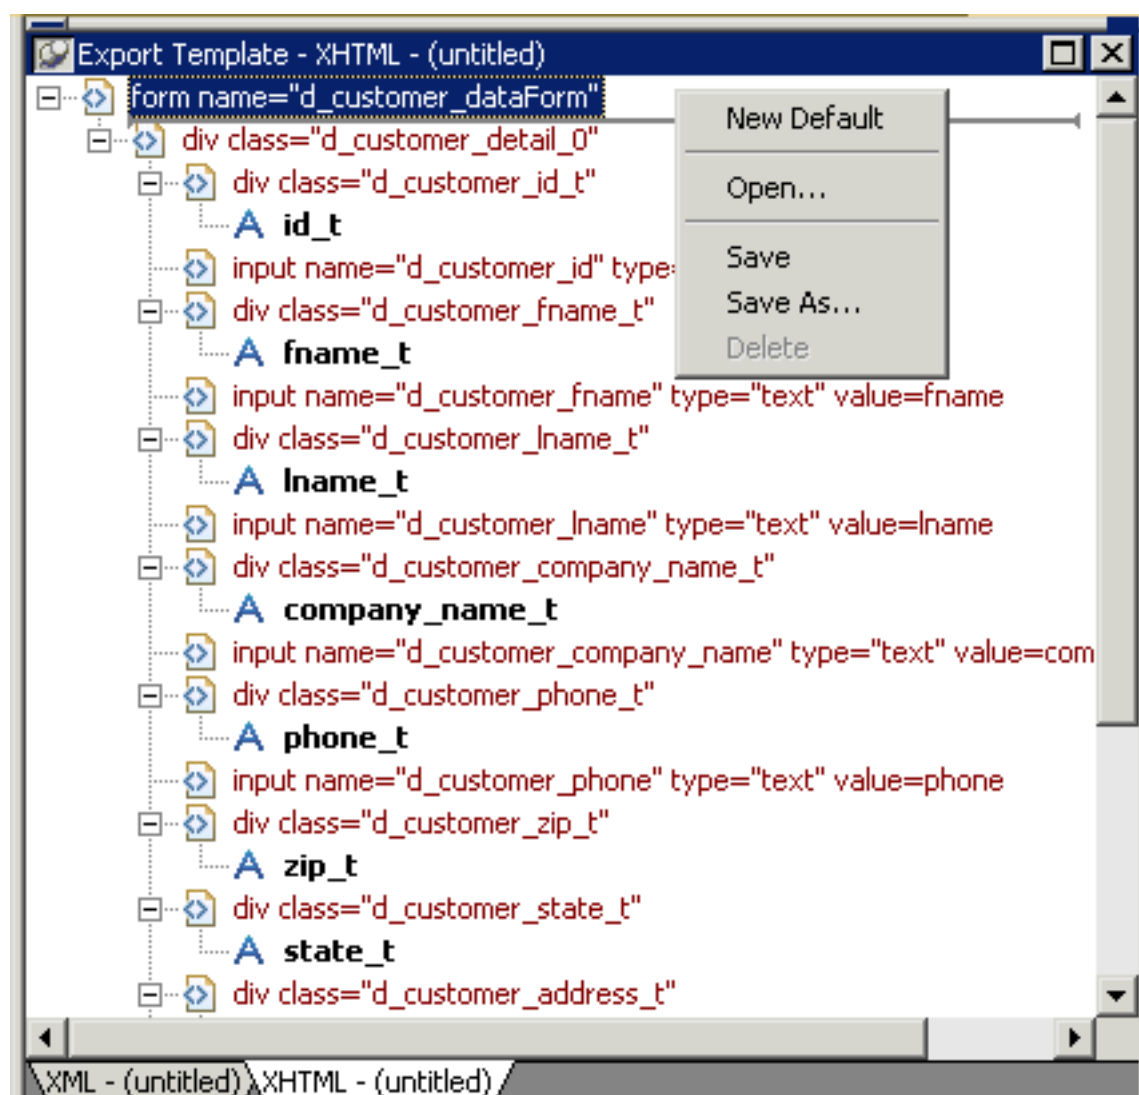 Export Template - XHTML - (untitled)
form name="d_customer_dataForm"
New Default
div class="d_customer_detail_0"
div class="d_customer_id_t"
Open...
id_t
Save
input name="d_customer_id" type=
div class="d_customer_fname_t"
Save As...
fname_t
Delete
input name="d_customer_fname" type="text" value=fname
div class="d_customer_lname_t"
lname_t
input name="d_customer_lname" type="text" value=lname
div class="d_customer_company_name_t"
company_name_t
input name="d_customer_company_name" type="text" value=com
div class="d_customer_phone_t"
phone_t
input name="d_customer_phone" type="text" value=phone
div class="d_customer_zip_t"
zip_t
div class="d_customer_state_t"
state_t
div class="d_customer_address_t"
XML - (untitled) XHTML - (untitled)